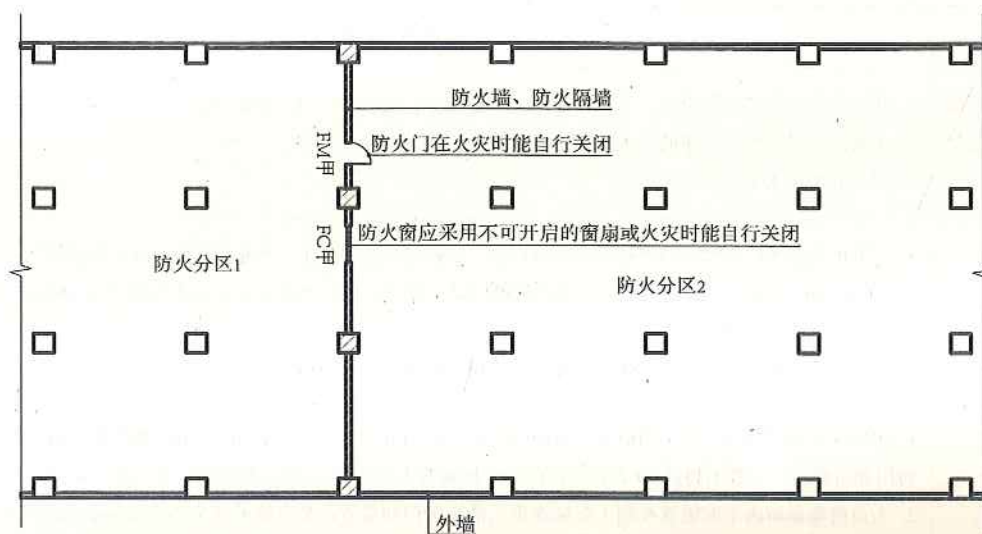 防火墙、防火隔墙
FM甲
防火门在火灾时能自行关闭
FC甲
防火窗应采用不可开启的窗扇或火灾时能自行关闭
防火分区1
防火分区2
外墙